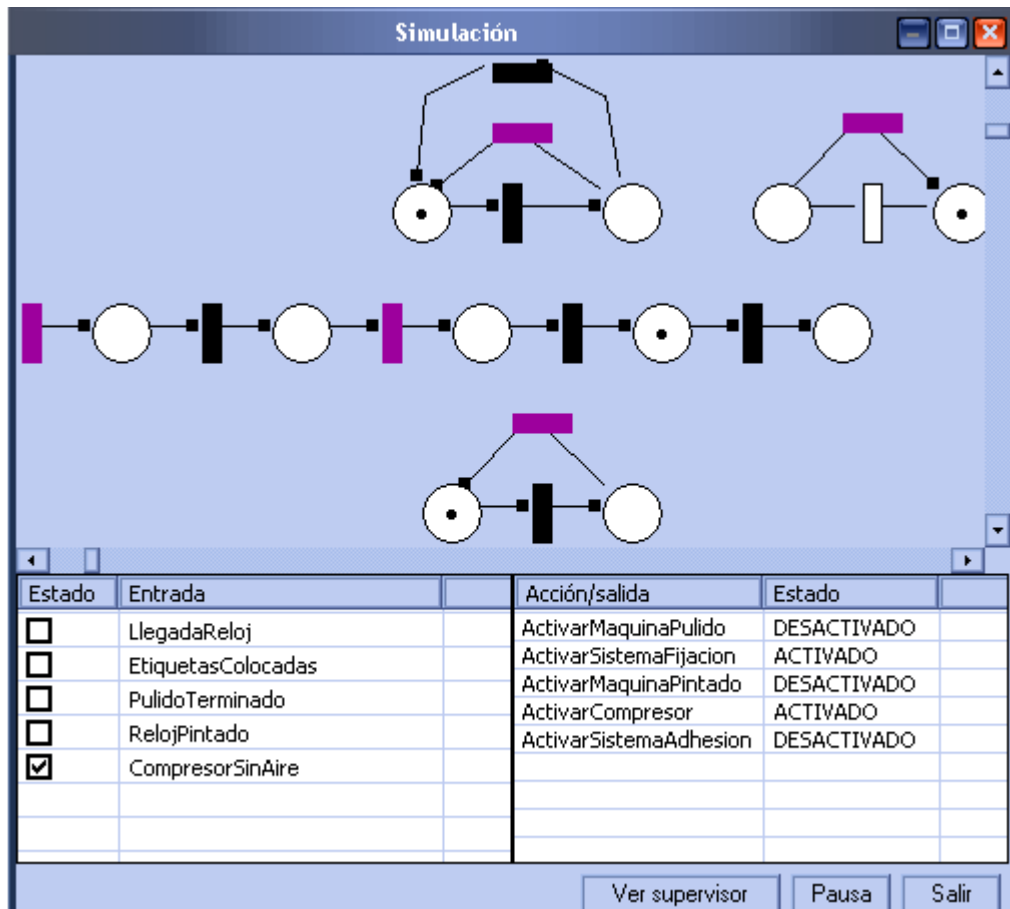 Simulación
Estado Entrada
LlegadaReloj
EtiquetasColocadas
PulidoTerminado
RelojPintado
CompresorSinAire
Acción/salida Estado
ActivarMaquinaPulido DESACTIVADO
ActivarSistemaFijacion ACTIVADO
ActivarMaquinaPintado DESACTIVADO
ActivarCompresor ACTIVADO
ActivarSistemaAdhesion DESACTIVADO
Ver supervisor Pausa Salir